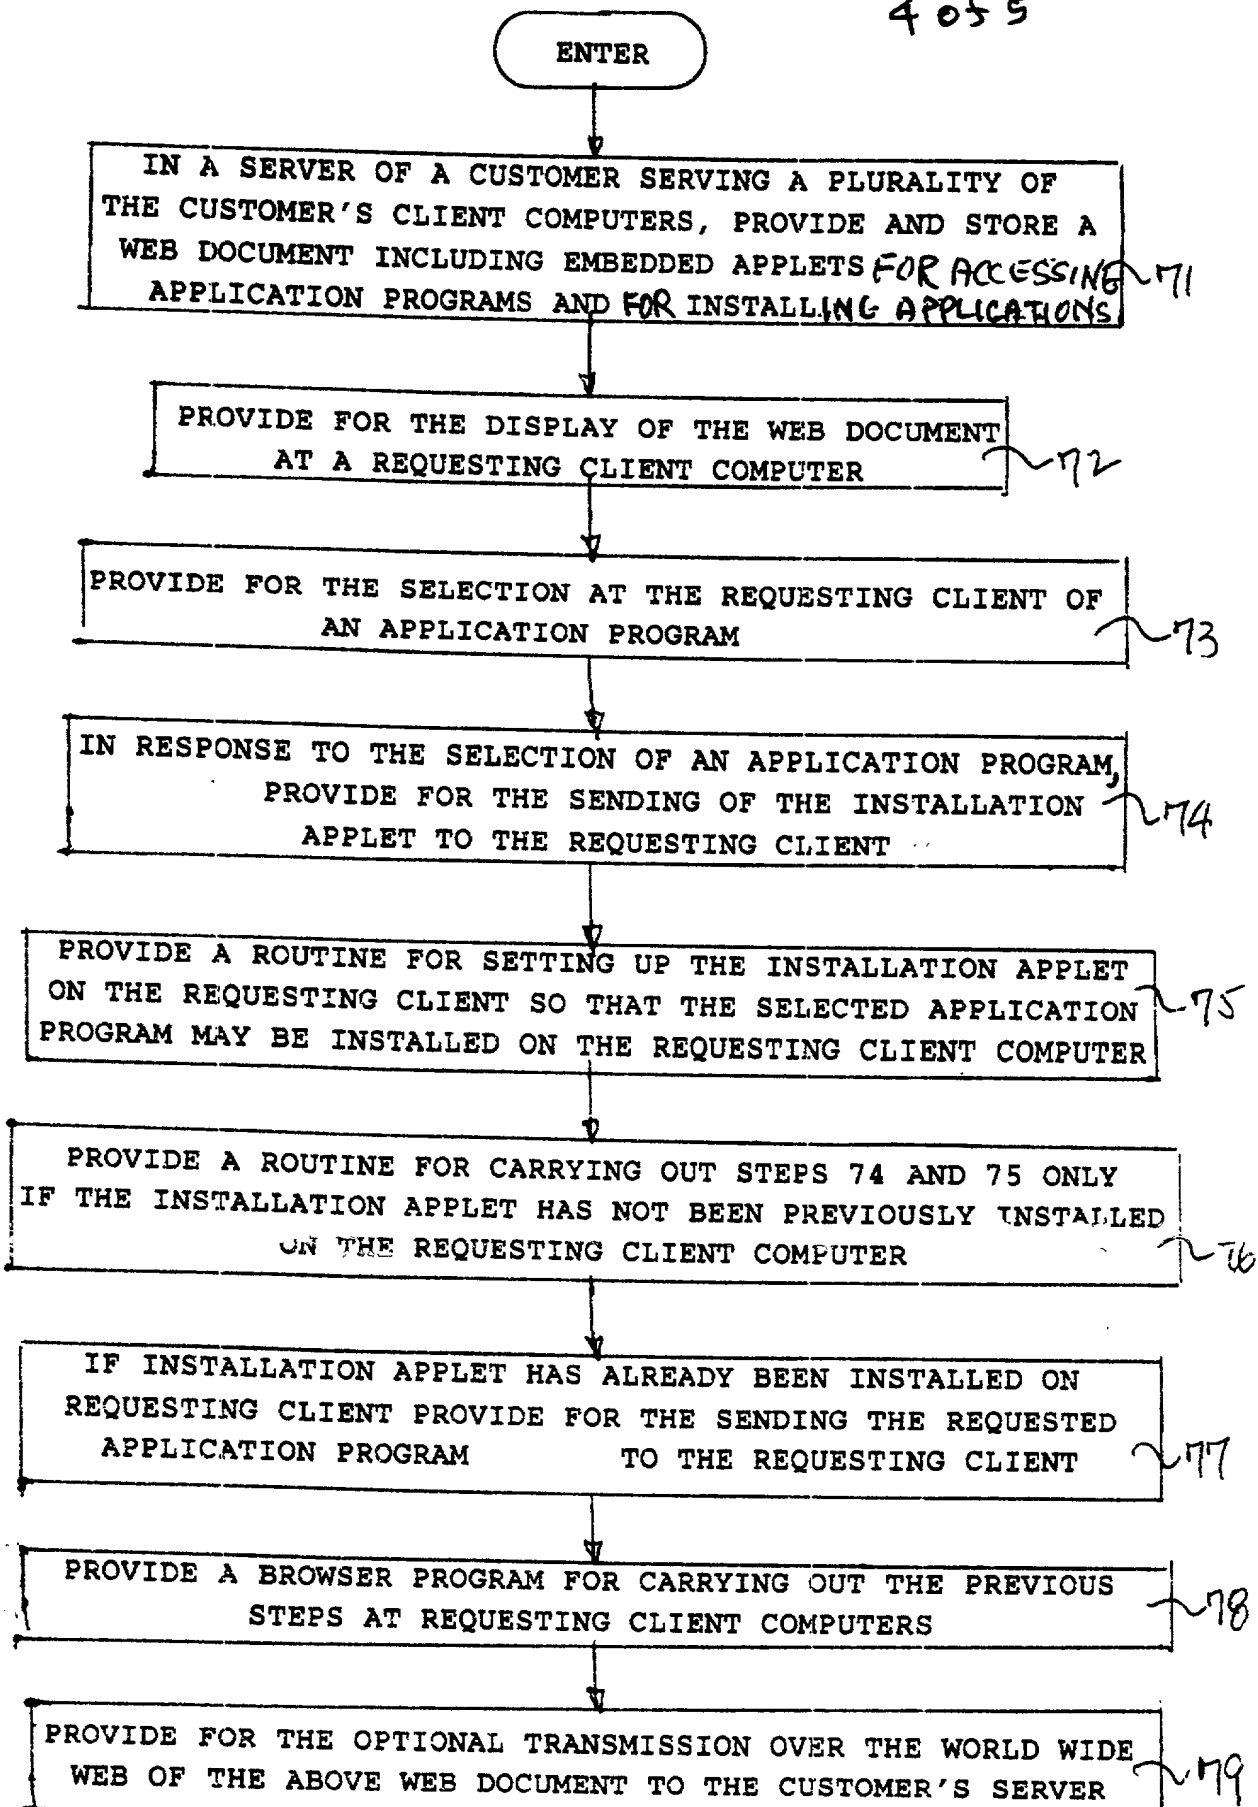 4 of 5
ENTER
IN A SERVER OF A CUSTOMER SERVING A PLURALITY OF
THE CUSTOMER'S CLIENT COMPUTERS, PROVIDE AND STORE A
WEB DOCUMENT INCLUDING EMBEDDED APPLETS FOR ACCESSING
APPLICATION PROGRAMS AND FOR INSTALLING APPLICATIONS
71
PROVIDE FOR THE DISPLAY OF THE WEB DOCUMENT
AT A REQUESTING CLIENT COMPUTER
72
PROVIDE FOR THE SELECTION AT THE REQUESTING CLIENT OF
AN APPLICATION PROGRAM
73
IN RESPONSE TO THE SELECTION OF AN APPLICATION PROGRAM,
PROVIDE FOR THE SENDING OF THE INSTALLATION
APPLET TO THE REQUESTING CLIENT
74
PROVIDE A ROUTINE FOR SETTING UP THE INSTALLATION APPLET
ON THE REQUESTING CLIENT SO THAT THE SELECTED APPLICATION
PROGRAM MAY BE INSTALLED ON THE REQUESTING CLIENT COMPUTER
75
PROVIDE A ROUTINE FOR CARRYING OUT STEPS 74 AND 75 ONLY
IF THE INSTALLATION APPLET HAS NOT BEEN PREVIOUSLY INSTALLED
ON THE REQUESTING CLIENT COMPUTER
76
IF INSTALLATION APPLET HAS ALREADY BEEN INSTALLED ON
REQUESTING CLIENT PROVIDE FOR THE SENDING THE REQUESTED
APPLICATION PROGRAM TO THE REQUESTING CLIENT
77
PROVIDE A BROWSER PROGRAM FOR CARRYING OUT THE PREVIOUS
STEPS AT REQUESTING CLIENT COMPUTERS
78
PROVIDE FOR THE OPTIONAL TRANSMISSION OVER THE WORLD WIDE
WEB OF THE ABOVE WEB DOCUMENT TO THE CUSTOMER'S SERVER
79